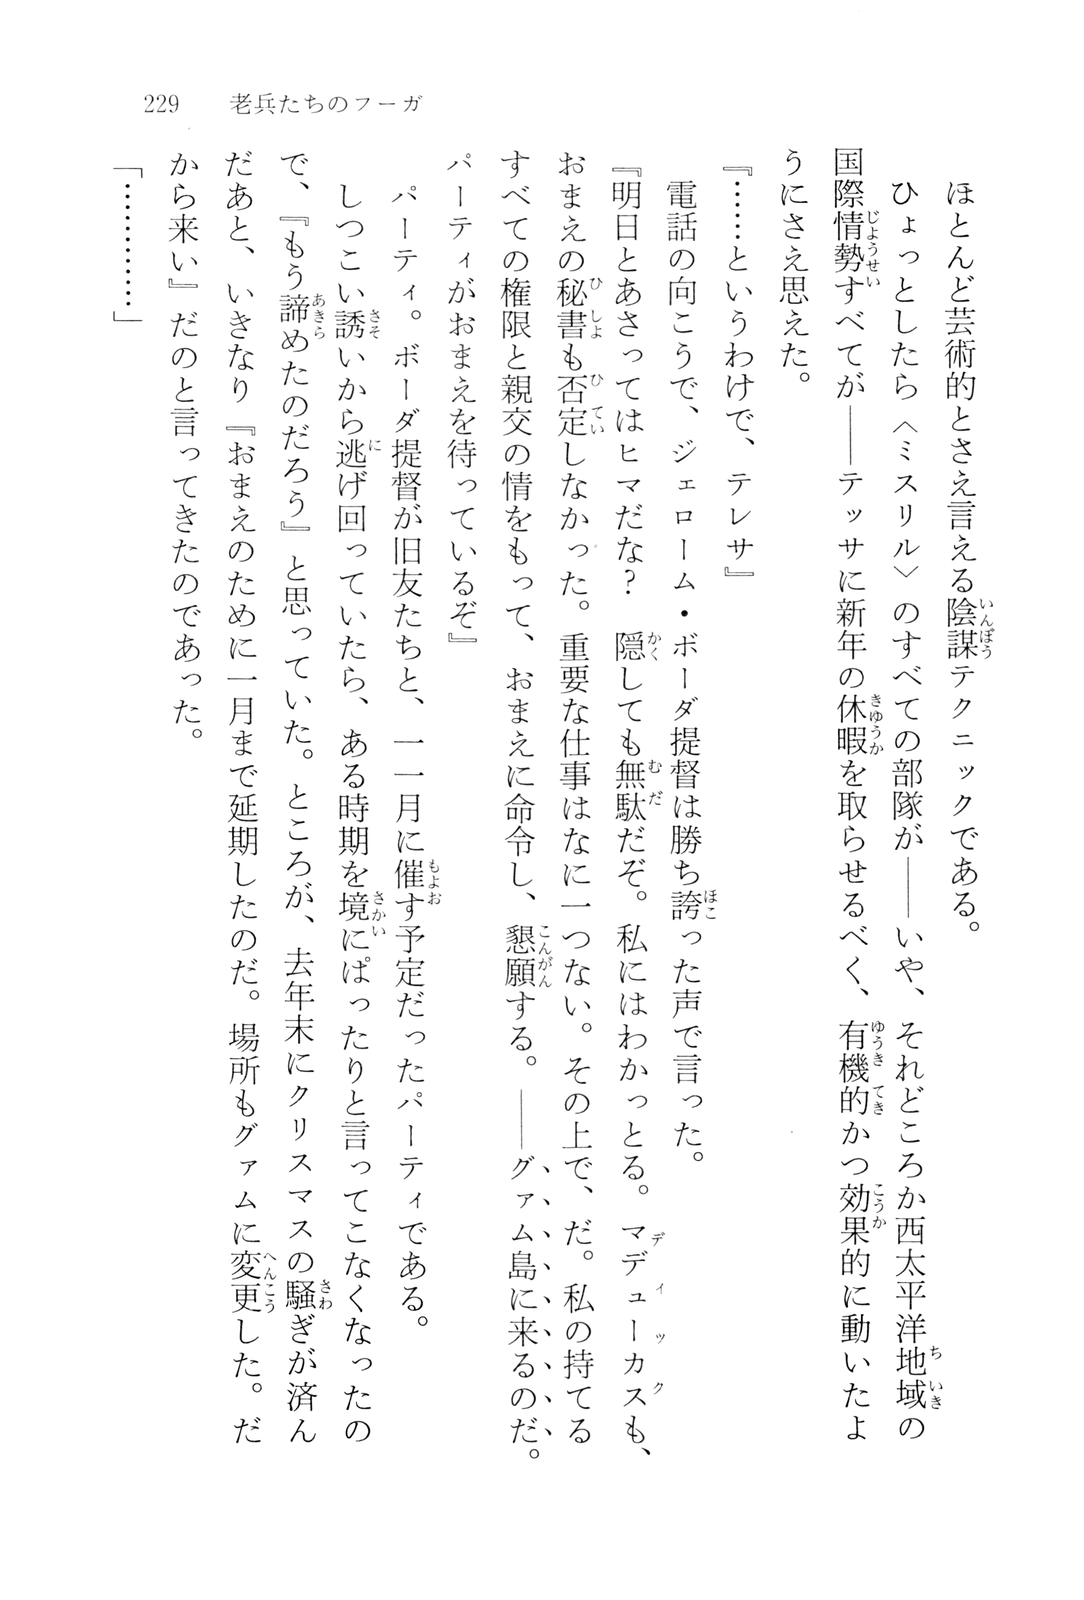 229　老兵たちのフーガ
　ほとんど芸術的とさえ言える陰謀テクニックである。
　ひょっとしたら〈ミスリル〉のすべての部隊が――いや、それどころか西太平洋地域の
国際情勢すべてが――テッサに新年の休暇を取らせるべく、有機的かつ効果的に動いたよ
うにさえ思えた。
『……というわけで、テレサ』
　電話の向こうで、ジェローム・ボーダ提督は勝ち誇った声で言った。
『明日とあさってはヒマだな？　隠しても無駄だぞ。私にはわかっとる。マデューカスも、
おまえの秘書も否定しなかった。重要な仕事はなに一つない。その上で、だ。私の持てる
すべての権限と親交の情をもって、おまえに命令し、懇願する。――グァム島に来るのだ。
パーティがおまえを待っているぞ』
　パーティ。ボーダ提督が旧友たちと、一一月に催す予定だったパーティである。
　しつこい誘いから逃げ回っていたら、ある時期を境にぱったりと言ってこなくなったの
で、『もう諦めたのだろう』と思っていた。ところが、去年末にクリスマスの騒ぎが済ん
だあと、いきなり『おまえのために一月まで延期したのだ。場所もグァムに変更した。だ
から来い』だのと言ってきたのであった。
「…………」